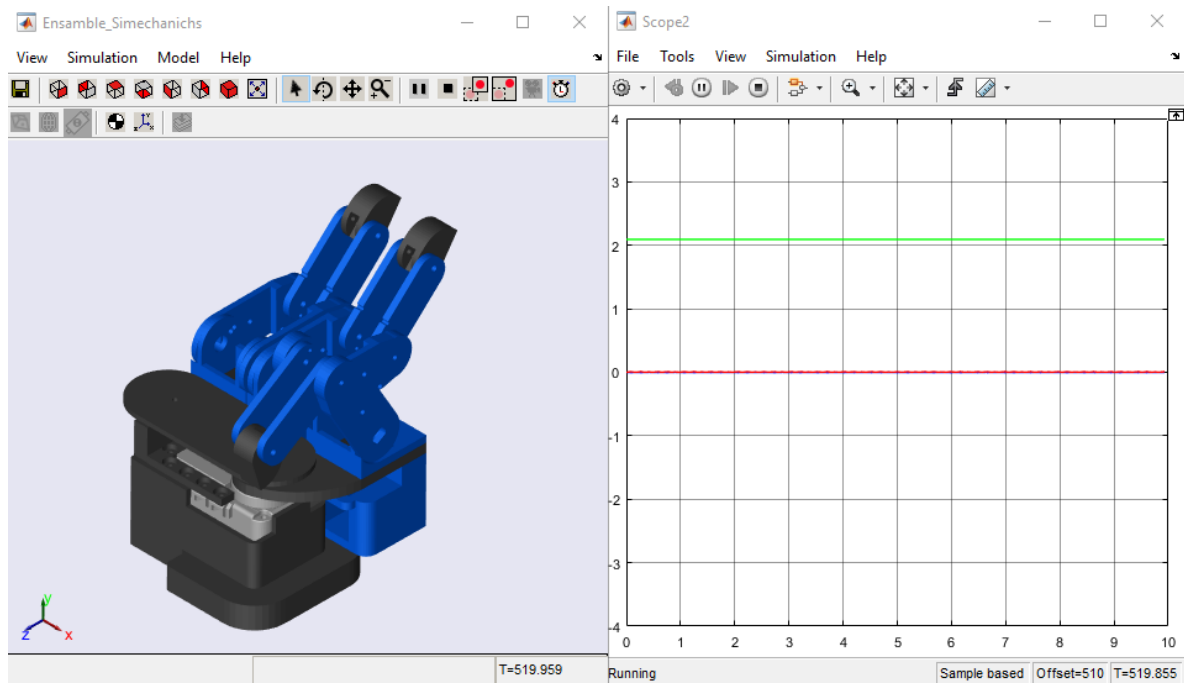 Ensamble_Simechanichs
View Simulation Model Help
T=519.959
Scope2
File Tools View Simulation Help
4
3
2
1
0
-1
-2
-3
-4
0 1 2 3 4 5 6 7 8 9 10
Running Sample based Offset=510 T=519.855
y
z x